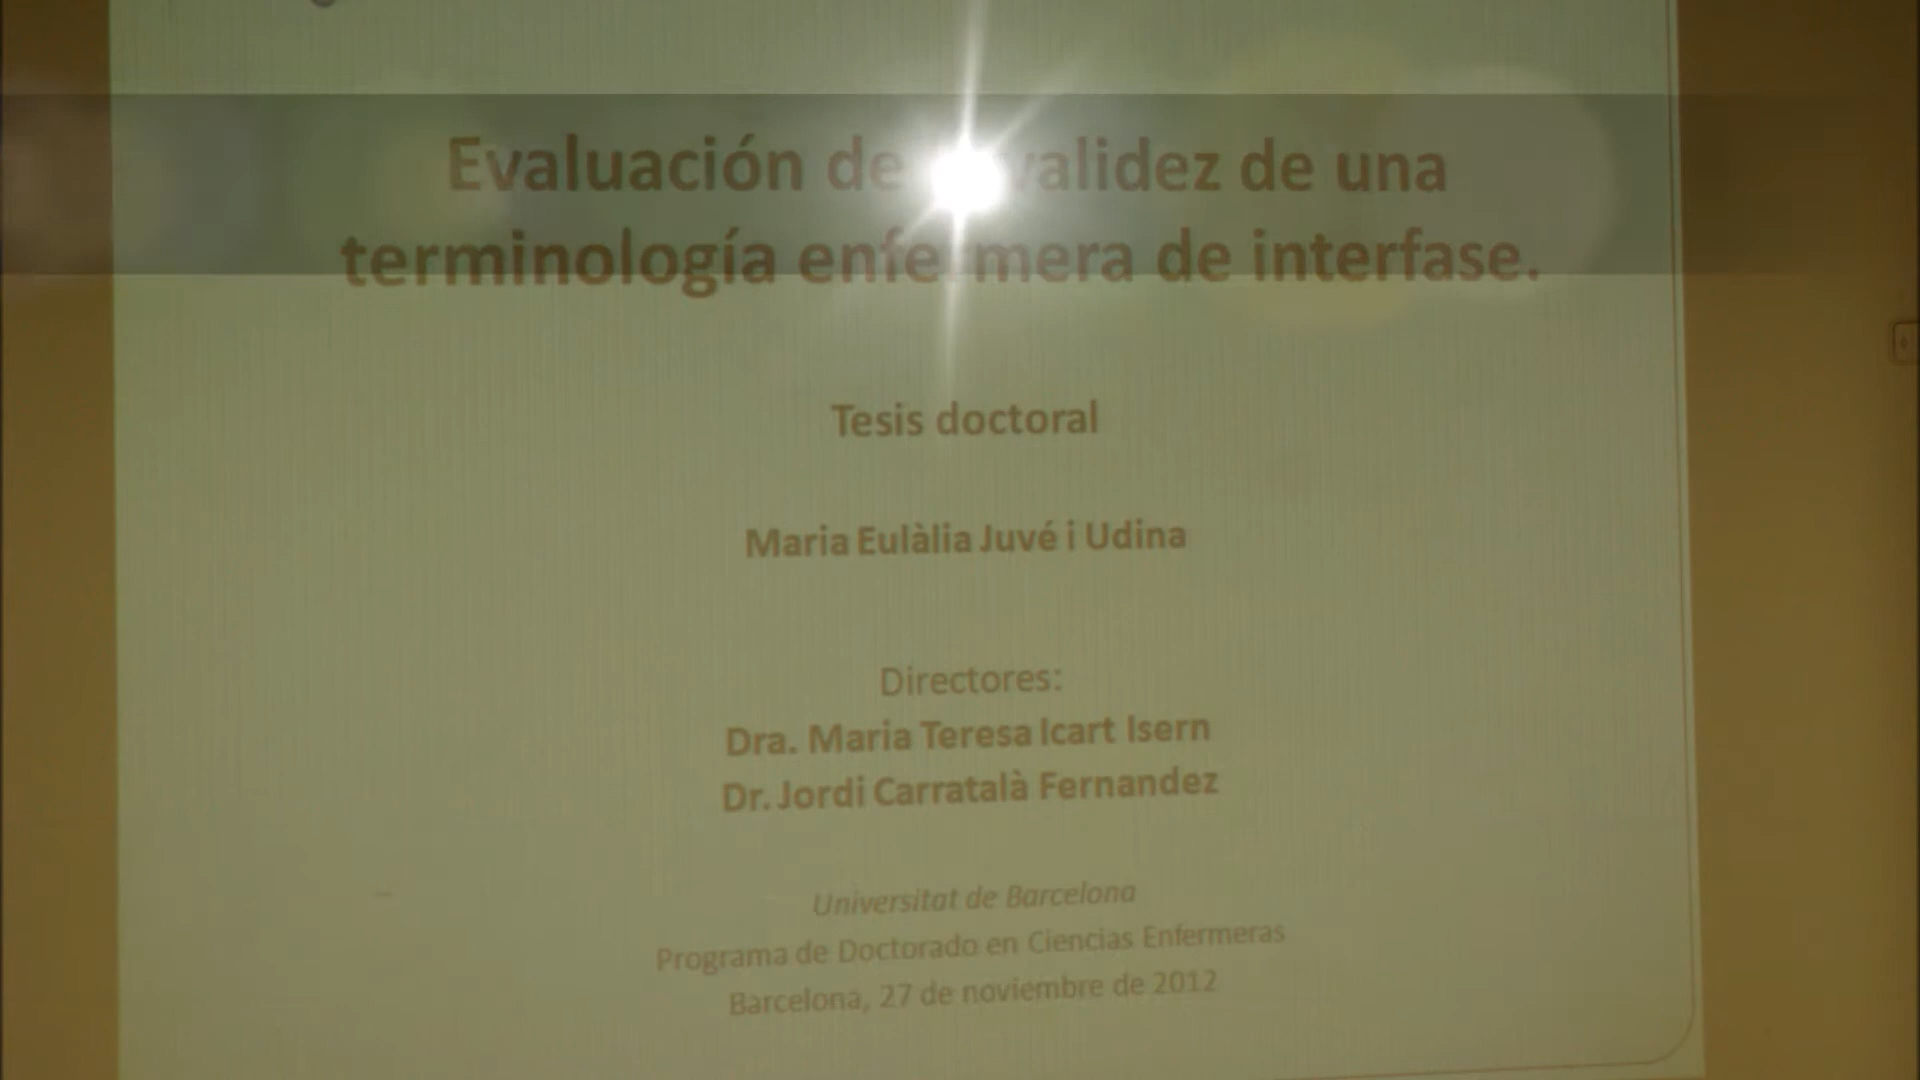 Evaluación de validez de una
terminología enfermera de interfase.
Tesis doctoral
Maria Eulàlia Juvé i Udina
Directores:
Dra. Maria Teresa Icart Isern
Dr. Jordi Carratalà Fernandez
Universitat de Barcelona
Programa de Doctorado en Ciencias Enfermeras
Barcelona, 27 de noviembre de 2012